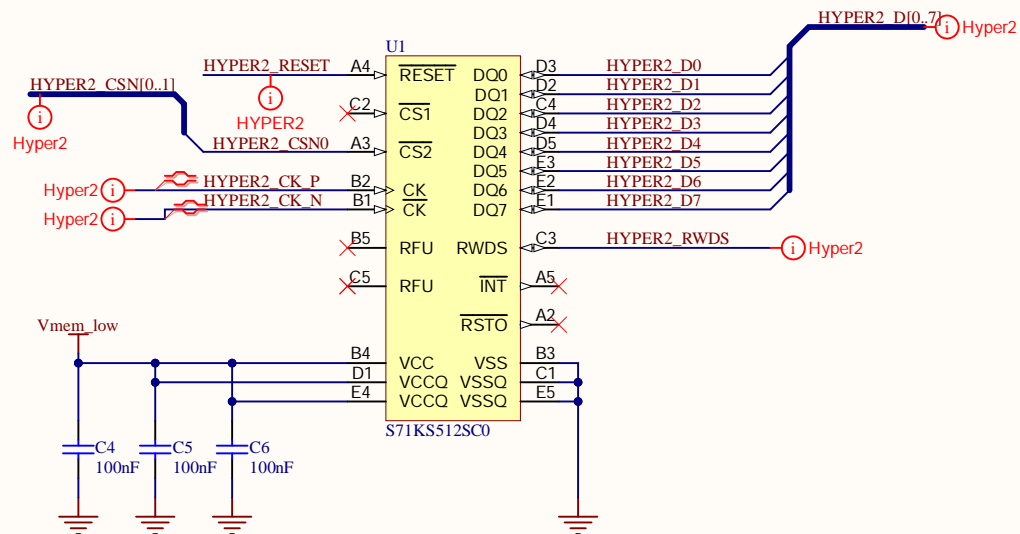 HYPER2_D[0..7]
Hyper2
U1
HYPER2_RESET
A4
RESET
DQ0
D3
HYPER2_D0
HYPER2_CSN[0..1]
DQ1
D2
HYPER2_D1
HYPER2
C2
CS1
DQ2
C4
HYPER2_D2
Hyper2
DQ3
D4
HYPER2_D3
HYPER2_CSN0
A3
CS2
DQ4
D5
HYPER2_D4
DQ5
E3
HYPER2_D5
Hyper2
HYPER2_CK_P
B2
CK
DQ6
E2
HYPER2_D6
Hyper2
HYPER2_CK_N
B1
CK
DQ7
E1
HYPER2_D7
B5
RFU
RWDS
C3
HYPER2_RWDS
Hyper2
C5
RFU
INT
A5
Vmem_low
RSTO
A2
B4
VCC
VSS
B3
D1
VCCQ
VSSQ
C1
E4
VCCQ
VSSQ
E5
S71KS512SC0
C4
100nF
C5
100nF
C6
100nF